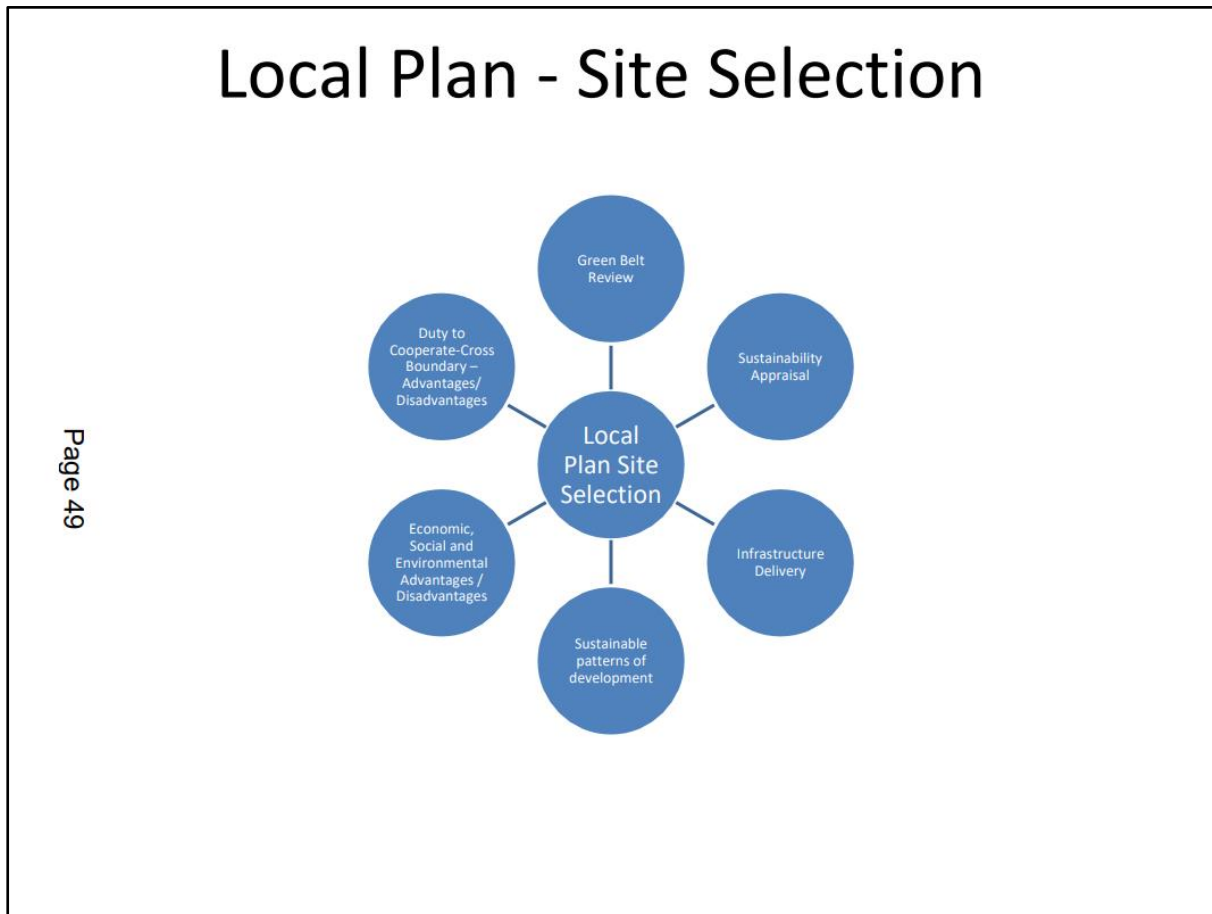 Local Plan - Site Selection
Green Belt
Review
Sustainability
Appraisal
Infrastructure
Delivery
Sustainable
patterns of
development
Economic,
Social and
Environmental
Advantages /
Disadvantages
Duty to
Cooperate-Cross
Boundary –
Advantages/
Disadvantages
Local
Plan Site
Selection
Page 49